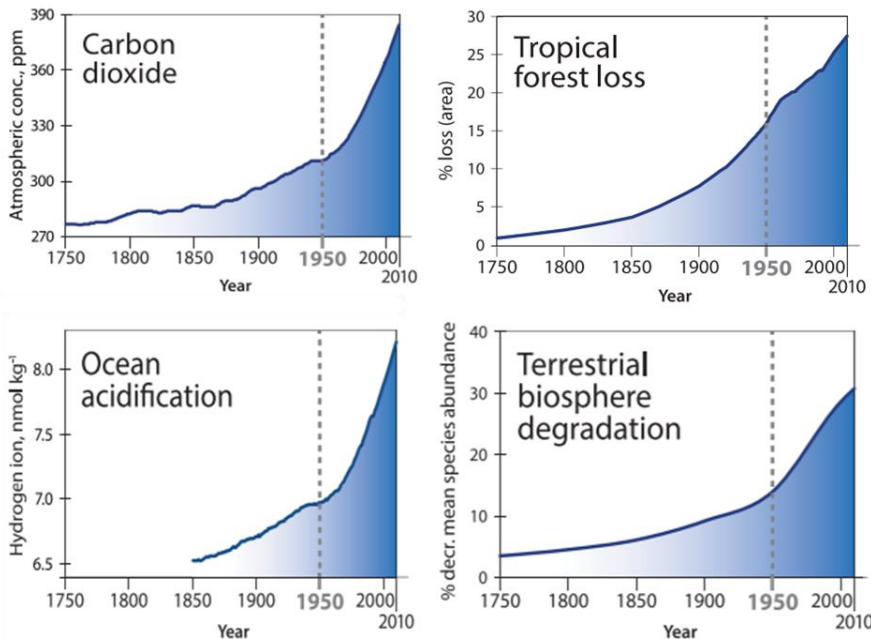 Carbon
dioxide
Atmospheric conc., ppm
390
360
330
300
270
1750 1800 1850 1900 1950 2000
2010
Year
Tropical
forest loss
% loss (area)
30
25
20
15
10
5
0
1750 1800 1850 1900 1950 2000
2010
Year
Ocean
acidification
Hydrogen ion, nmol kg⁻¹
8.0
7.5
7.0
6.5
1750 1800 1850 1900 1950 2000
2010
Year
Terrestrial
biosphere
degradation
% decr. mean species abundance
40
30
20
10
0
1750 1800 1850 1900 1950 2000
2010
Year